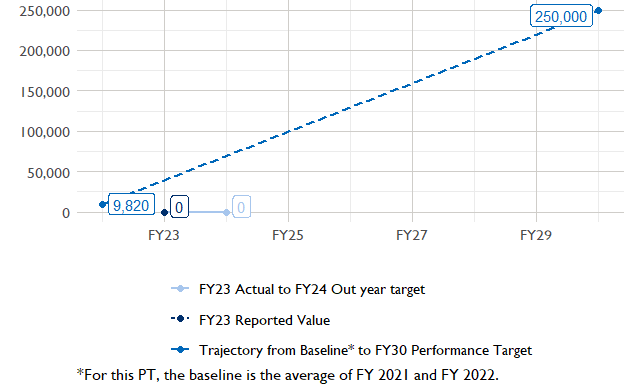 250,000
250,000
200,000
150,000
100,000
50,000
9,820
0
0
0
FY23
FY25
FY27
FY29
FY23 Actual to FY24 Out year target
FY23 Reported Value
Trajectory from Baseline* to FY30 Performance Target
*For this PT, the baseline is the average of FY 2021 and FY 2022.